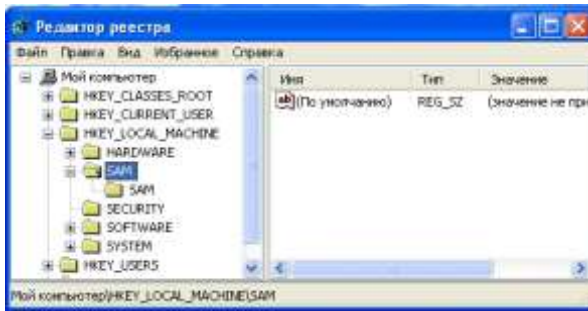 Редактор реестра
Файл Правка Вид Избранное Справка
Мой компьютер
HKEY_CLASSES_ROOT
HKEY_CURRENT_USER
HKEY_LOCAL_MACHINE
HARDWARE
SAM
SAM
SECURITY
SOFTWARE
SYSTEM
HKEY_USERS
Имя Тип Значение
ab (По умолчанию) REG_SZ (значение не при
Мой компьютер\HKEY_LOCAL_MACHINE\SAM